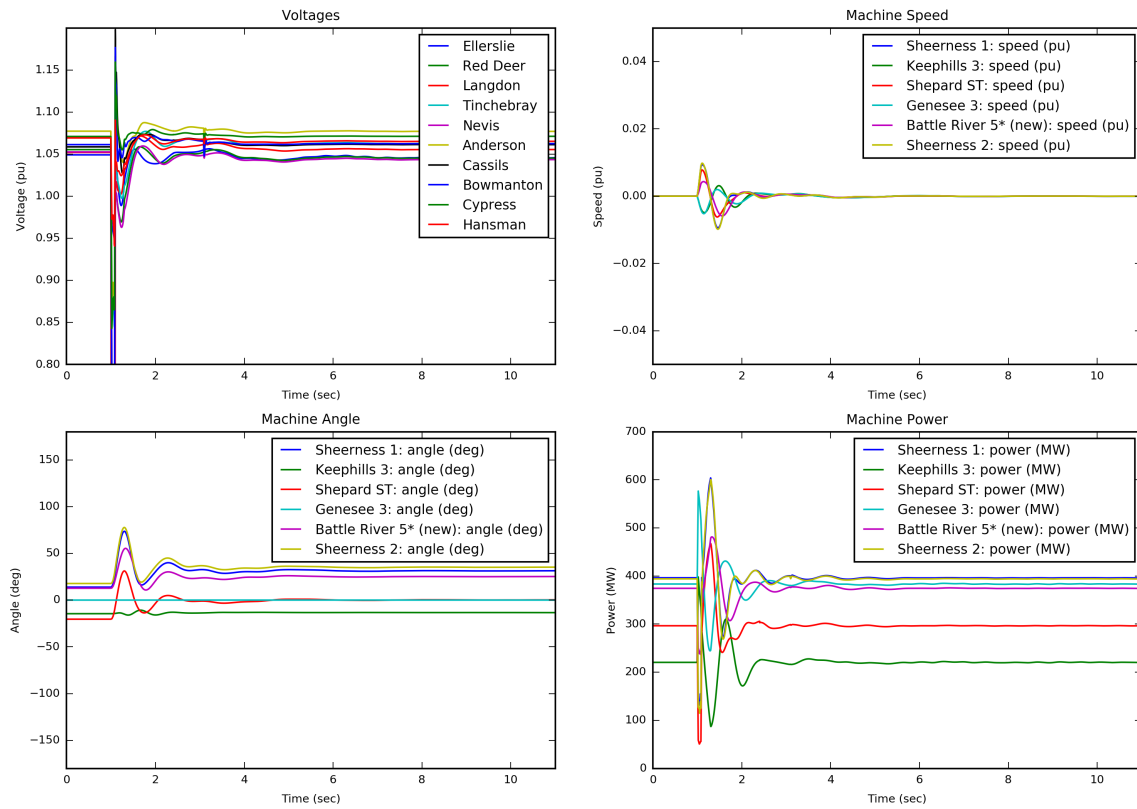 Voltages
1.15
1.10
1.05
1.00
0.95
0.90
0.85
0.80
Voltage (pu)
0
2
4
6
8
10
Time (sec)
Ellerslie
Red Deer
Langdon
Tinchebray
Nevis
Anderson
Cassils
Bowmanton
Cypress
Hansman
Machine Speed
0.04
0.02
0.00
−0.02
−0.04
Speed (pu)
0
2
4
6
8
10
Time (sec)
Sheerness 1: speed (pu)
Keephills 3: speed (pu)
Shepard ST: speed (pu)
Genesee 3: speed (pu)
Battle River 5* (new): speed (pu)
Sheerness 2: speed (pu)
Machine Angle
150
100
50
0
−50
−100
−150
Angle (deg)
0
2
4
6
8
10
Time (sec)
Sheerness 1: angle (deg)
Keephills 3: angle (deg)
Shepard ST: angle (deg)
Genesee 3: angle (deg)
Battle River 5* (new): angle (deg)
Sheerness 2: angle (deg)
Machine Power
700
600
500
400
300
200
100
0
Power (MW)
0
2
4
6
8
10
Time (sec)
Sheerness 1: power (MW)
Keephills 3: power (MW)
Shepard ST: power (MW)
Genesee 3: power (MW)
Battle River 5* (new): power (MW)
Sheerness 2: power (MW)